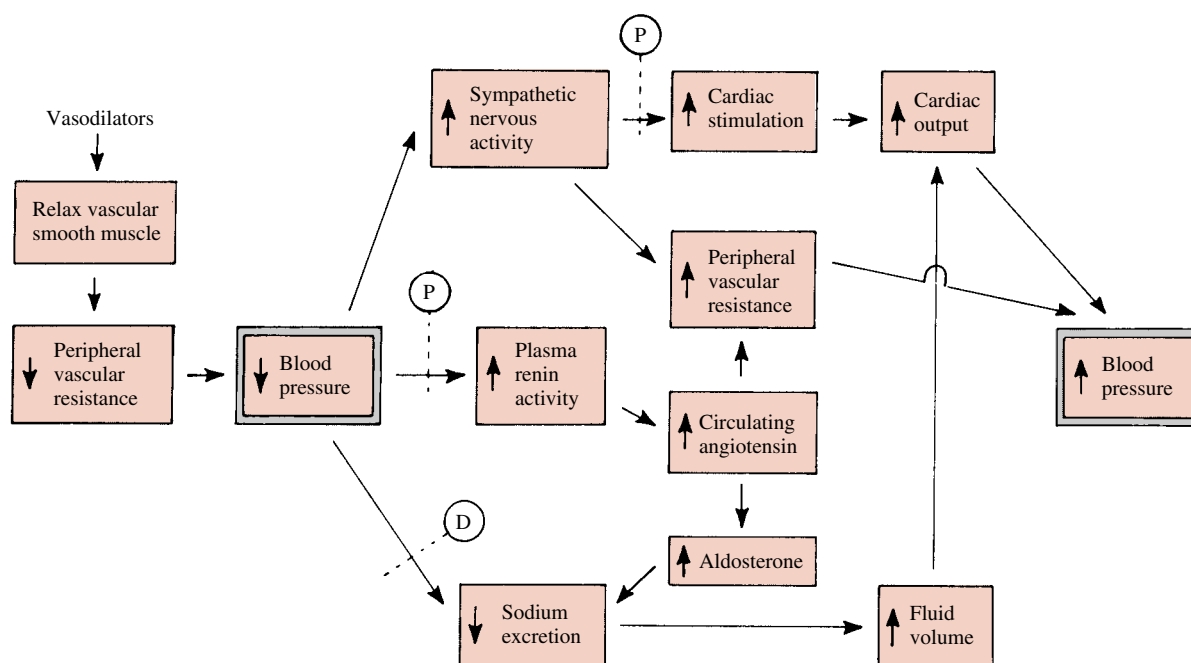 P
Sympathetic
nervous
activity
Cardiac
stimulation
Cardiac
output
Vasodilators
Relax vascular
smooth muscle
Peripheral
vascular
resistance
P
Peripheral
vascular
resistance
Blood
pressure
Plasma
renin
activity
Blood
pressure
Circulating
angiotensin
D
Aldosterone
Sodium
excretion
Fluid
volume